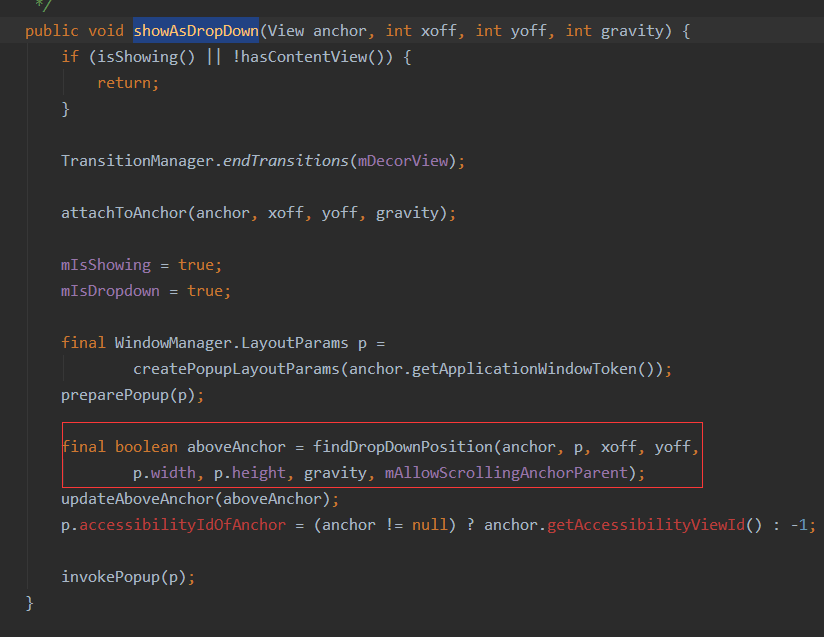 */
public void showAsDropDown(View anchor, int xoff, int yoff, int gravity) {
if (isShowing() || !hasContentView()) {
return;
}
TransitionManager.endTransitions(mDecorView);
attachToAnchor(anchor, xoff, yoff, gravity);
mIsShowing = true;
mIsDropdown = true;
final WindowManager.LayoutParams p =
createPopupLayoutParams(anchor.getApplicationWindowToken());
preparePopup(p);
final boolean aboveAnchor = findDropDownPosition(anchor, p, xoff, yoff,
p.width, p.height, gravity, mAllowScrollingAnchorParent);
updateAboveAnchor(aboveAnchor);
p.accessibilityIdOfAnchor = (anchor != null) ? anchor.getAccessibilityViewId() : -1;
invokePopup(p);
}